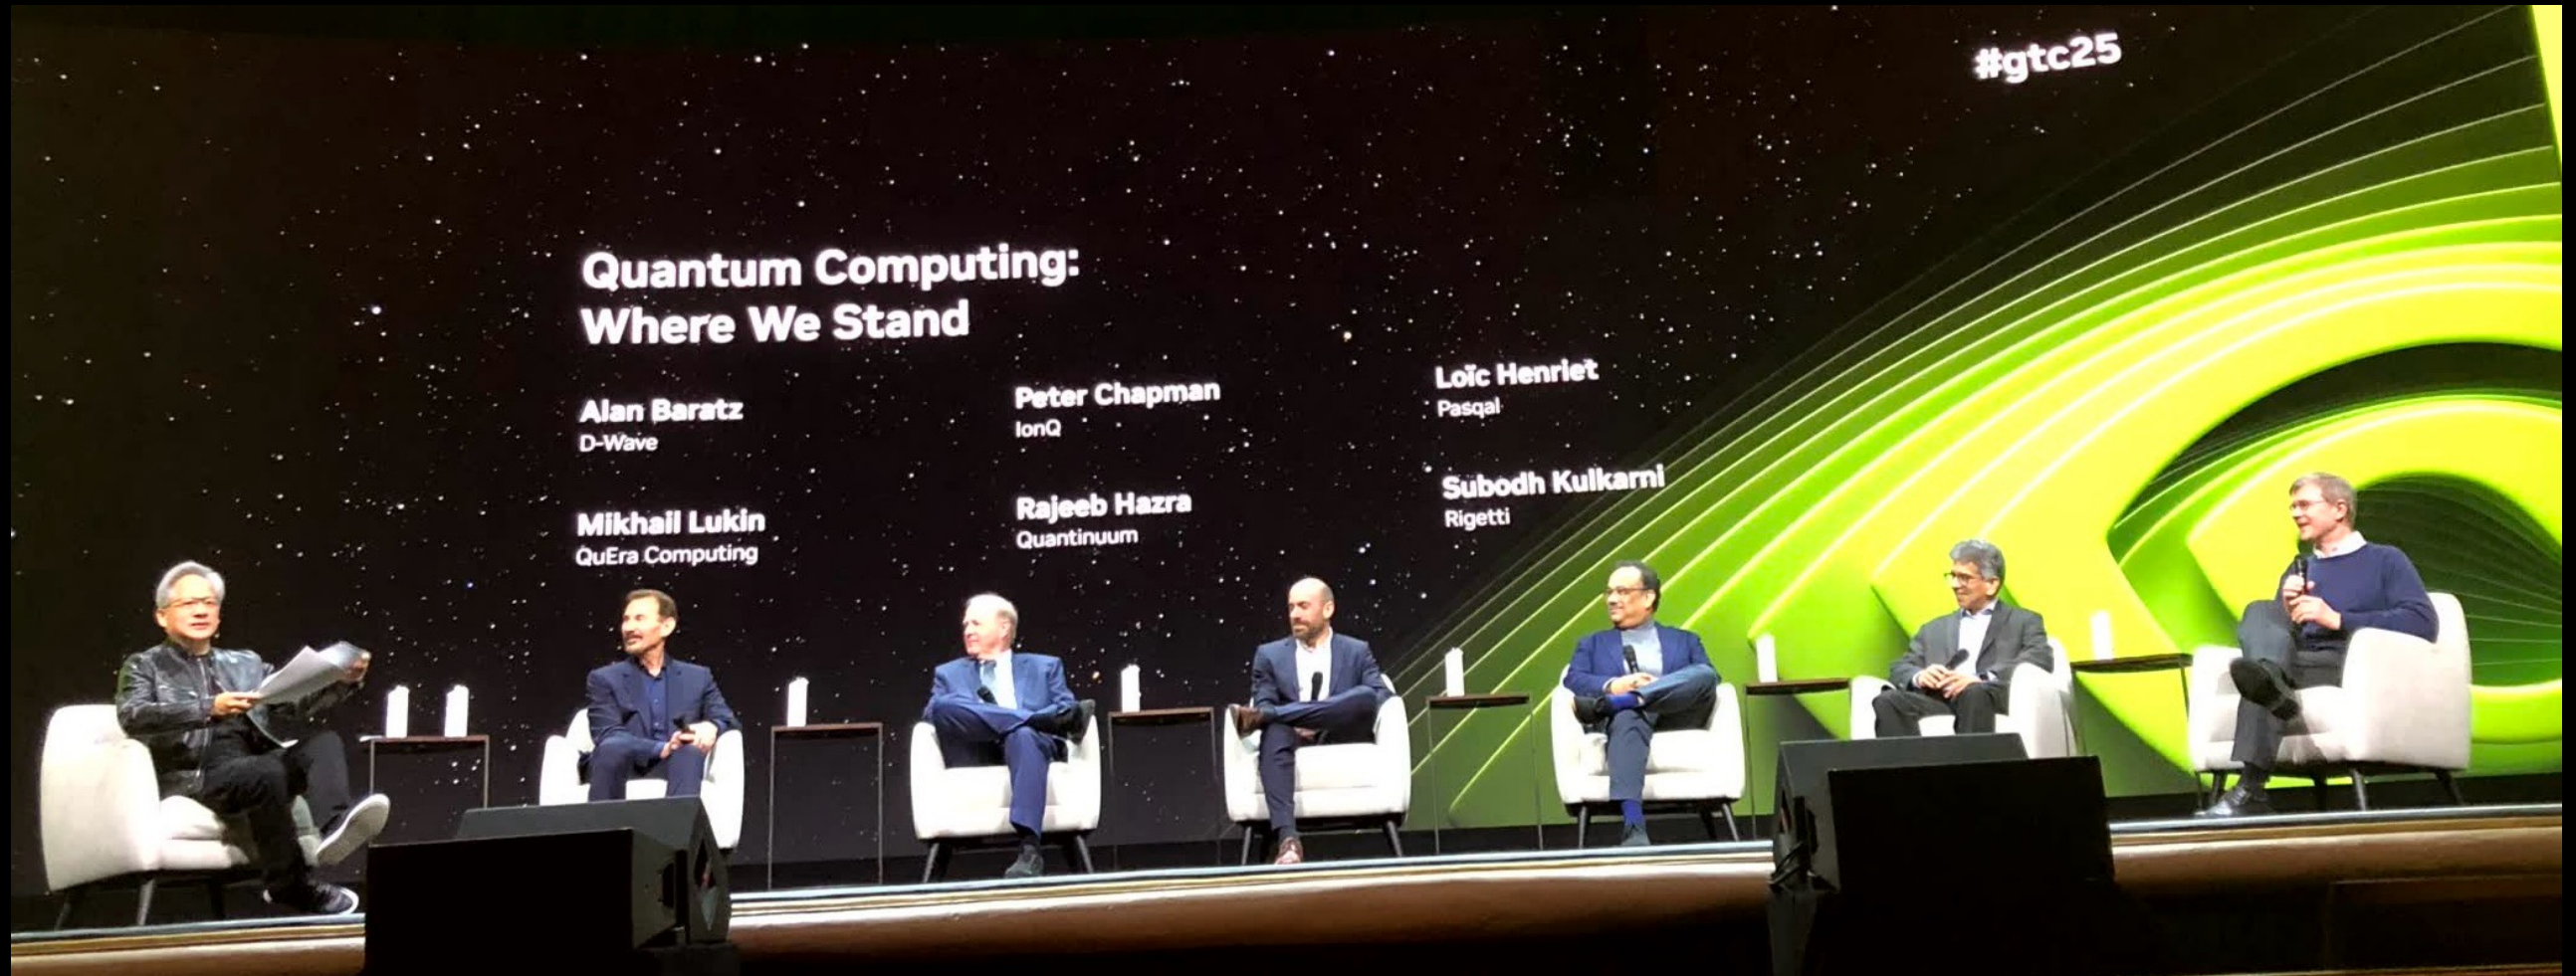 #gtc25
Quantum Computing:
Where We Stand
Alan Baratz
D-Wave
Peter Chapman
IonQ
Loïc Henriet
Pasqal
Mikhail Lukin
QuEra Computing
Rajeeb Hazra
Quantinuum
Subodh Kulkarni
Rigetti